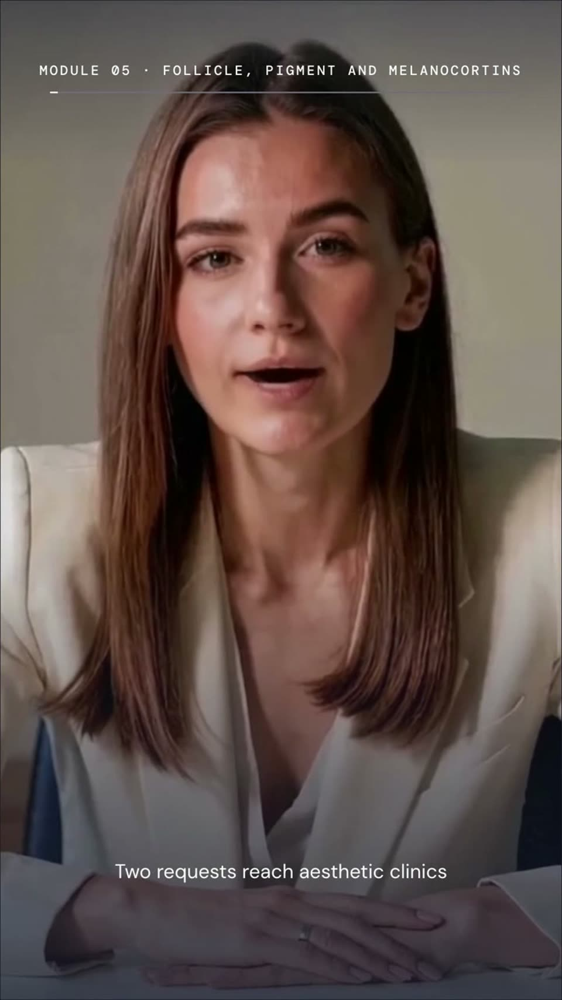 MODULE 05 · FOLLICLE, PIGMENT AND MELANOCORTINS
Two requests reach aesthetic clinics